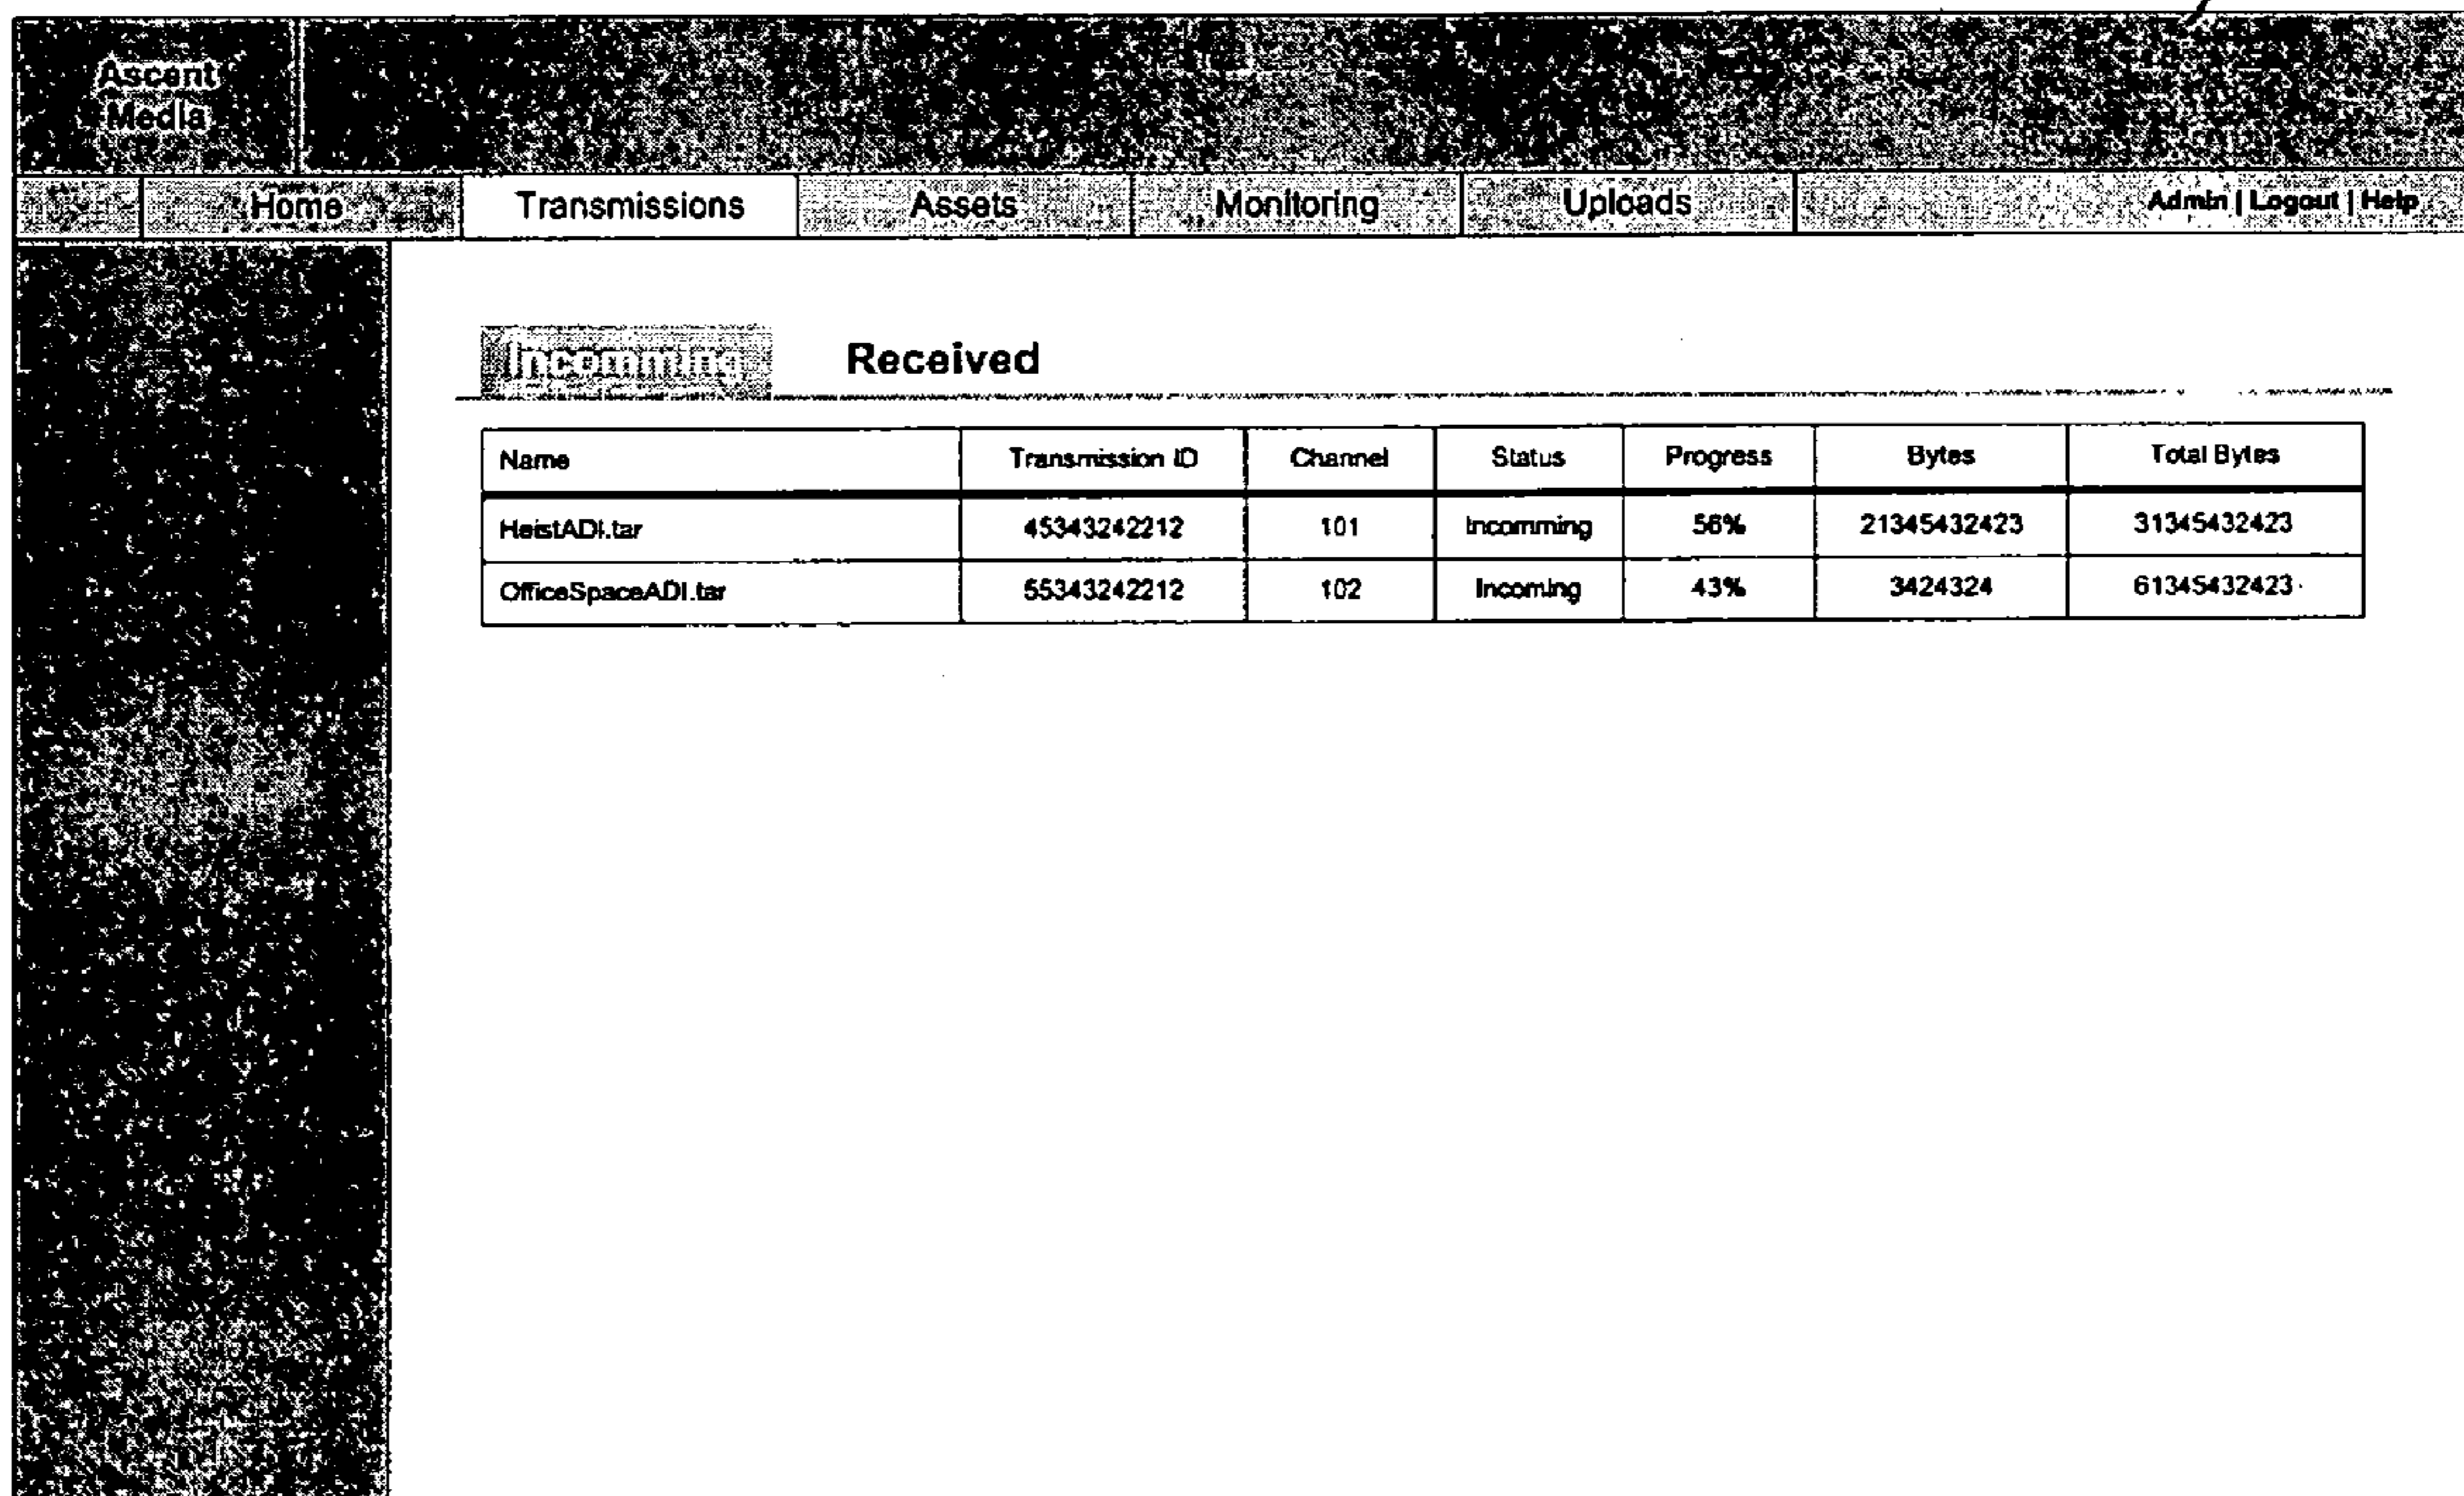 Ascent
Media
Home Transmissions Assets Monitoring Uploads Admin | Logout | Help
Incomming Received
Name Transmission ID Channel Status Progress Bytes Total Bytes
HeistADI.tar 45343242212 101 Incomming 56% 21345432423 31345432423
OfficeSpaceADI.tar 55343242212 102 Incoming 43% 3424324 61345432423